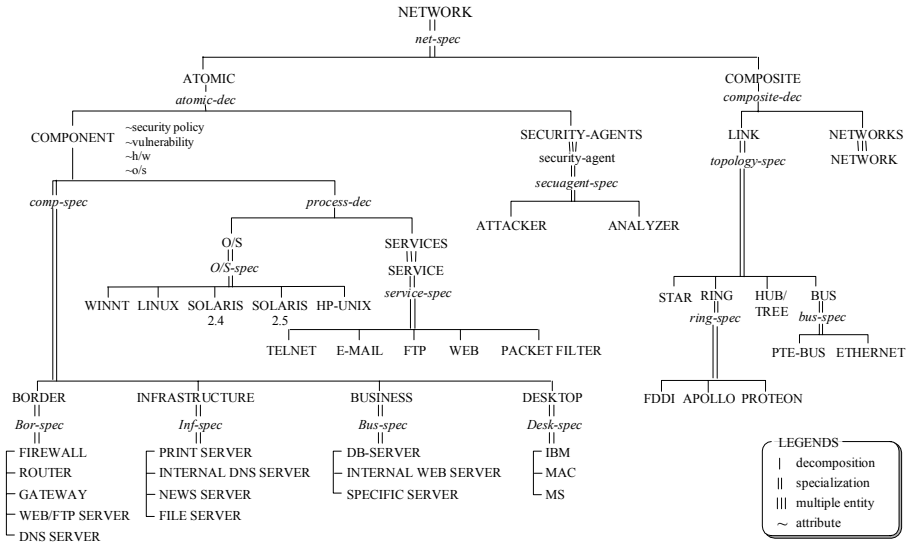 NETWORK
net-spec
ATOMIC
COMPOSITE
atomic-dec
composite-dec
COMPONENT
~security policy
~vulnerability
~h/w
~o/s
SECURITY-AGENTS
security-agent
secuagent-spec
LINK
topology-spec
NETWORKS
NETWORK
comp-spec
process-dec
ATTACKER
ANALYZER
O/S
O/S-spec
SERVICES
SERVICE
service-spec
WINNT
LINUX
SOLARIS
2.4
SOLARIS
2.5
HP-UNIX
STAR
RING
ring-spec
HUB/
TREE
BUS
bus-spec
TELNET
E-MAIL
FTP
WEB
PACKET FILTER
PTE-BUS
ETHERNET
FDDI
APOLLO
PROTEON
BORDER
Bor-spec
FIREWALL
ROUTER
GATEWAY
WEB/FTP SERVER
DNS SERVER
INFRASTRUCTURE
Inf-spec
PRINT SERVER
INTERNAL DNS SERVER
NEWS SERVER
FILE SERVER
BUSINESS
Bus-spec
DB-SERVER
INTERNAL WEB SERVER
SPECIFIC SERVER
DESKTOP
Desk-spec
IBM
MAC
MS
LEGENDS
| decomposition
|| specialization
||| multiple entity
~ attribute